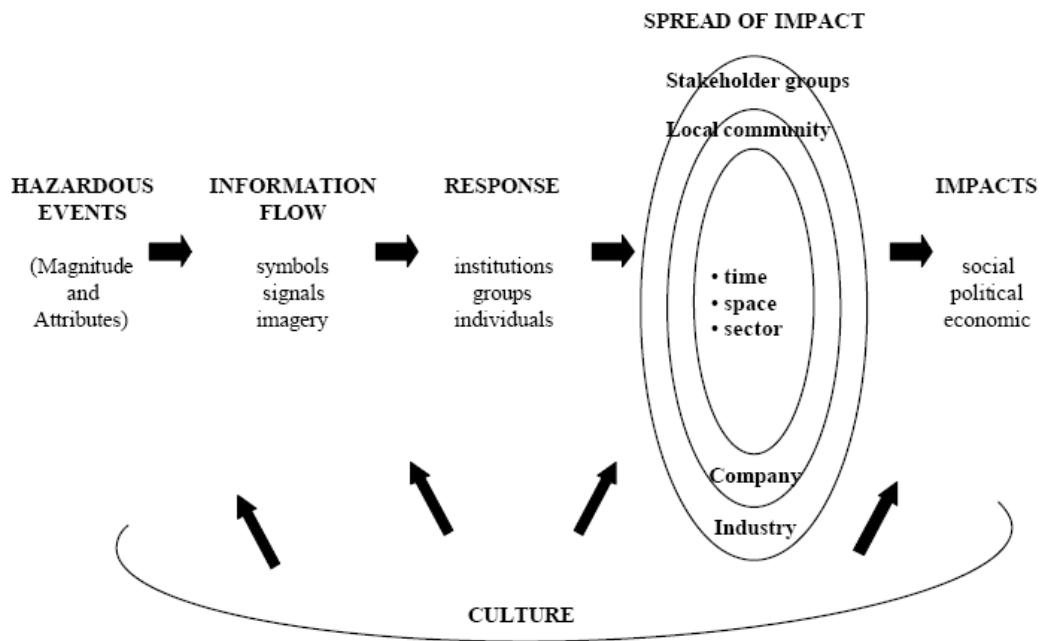 SPREAD OF IMPACT
Stakeholder groups
Local community
HAZARDOUS
EVENTS
(Magnitude
and
Attributes)
INFORMATION
FLOW
symbols
signals
imagery
RESPONSE
institutions
groups
individuals
• time
• space
• sector
Company
Industry
IMPACTS
social
political
economic
CULTURE